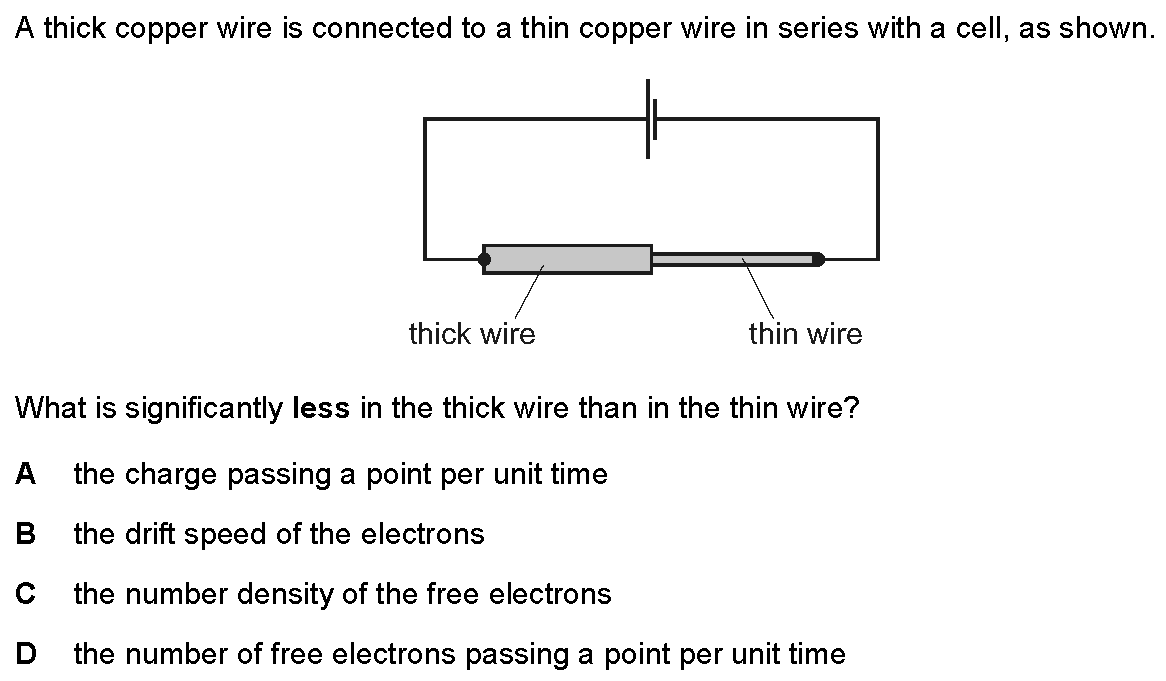 A thick copper wire is connected to a thin copper wire in series with a cell, as shown.
thick wire
thin wire
What is significantly less in the thick wire than in the thin wire?
A the charge passing a point per unit time
B the drift speed of the electrons
C the number density of the free electrons
D the number of free electrons passing a point per unit time